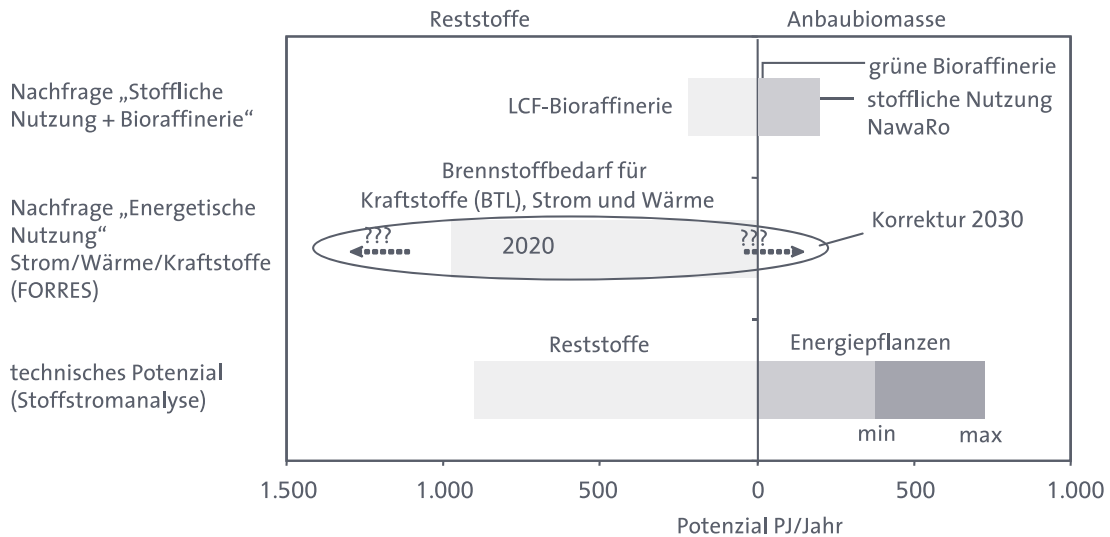 Reststoffe
Anbaubiomasse
Nachfrage „Stoffliche
Nutzung + Bioraffinerie“
LCF-Bioraffinerie
grüne Bioraffinerie
stoffliche Nutzung
NawaRo
Brennstoffbedarf für
Kraftstoffe (BTL), Strom und Wärme
Nachfrage „Energetische
Nutzung“
Strom/Wärme/Kraftstoffe
(FORRES)
???
2020
???
Korrektur 2030
Reststoffe
Energiepflanzen
technisches Potenzial
(Stoffstromanalyse)
min
max
1.500
1.000
500
0
500
1.000
Potenzial PJ/Jahr